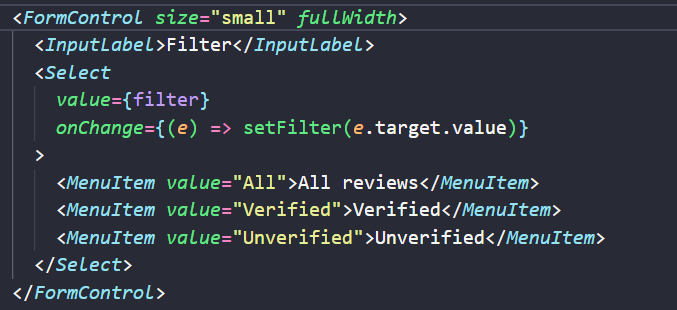 <FormControl size="small" fullWidth>
  <InputLabel>Filter</InputLabel>
  <Select
    value={filter}
    onChange={(e) => setFilter(e.target.value)}
  >
    <MenuItem value="All">All reviews</MenuItem>
    <MenuItem value="Verified">Verified</MenuItem>
    <MenuItem value="Unverified">Unverified</MenuItem>
  </Select>
</FormControl>